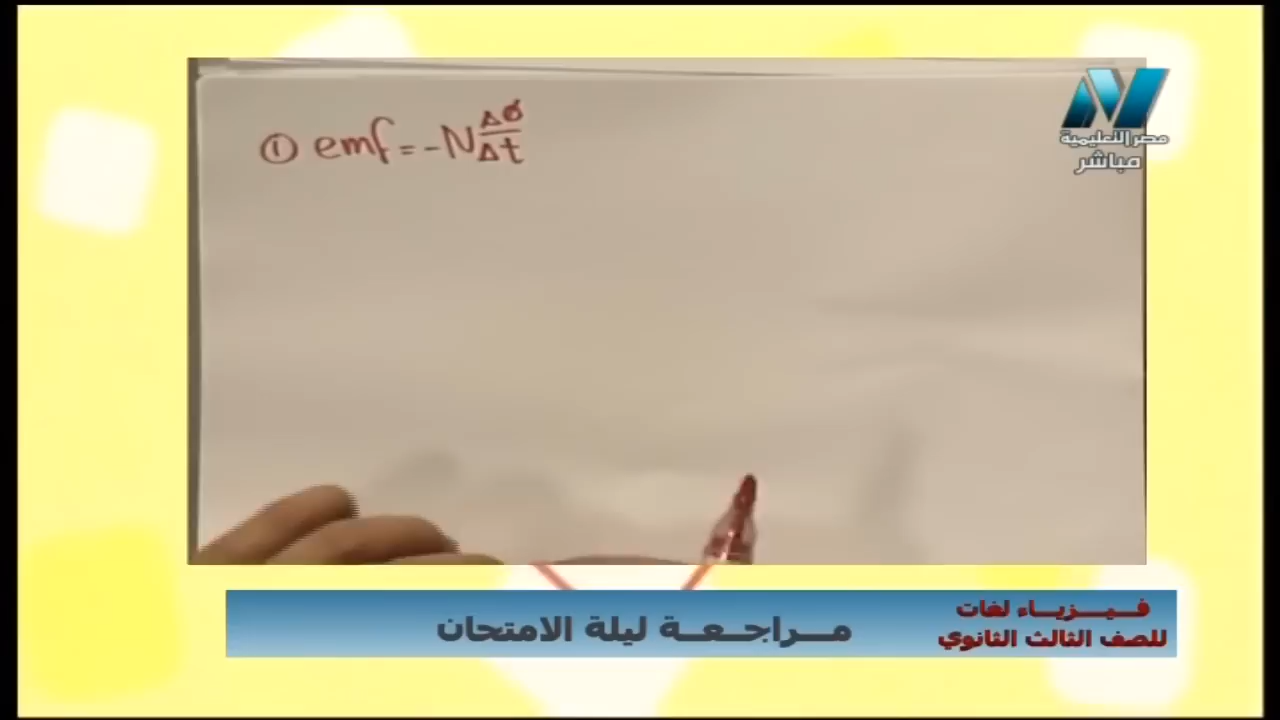 ① emf = -N Δϕ/Δt
مصر التعليمية
مباشر
فيزياء لغات
للصف الثالث الثانوي
مراجعة ليلة الامتحان